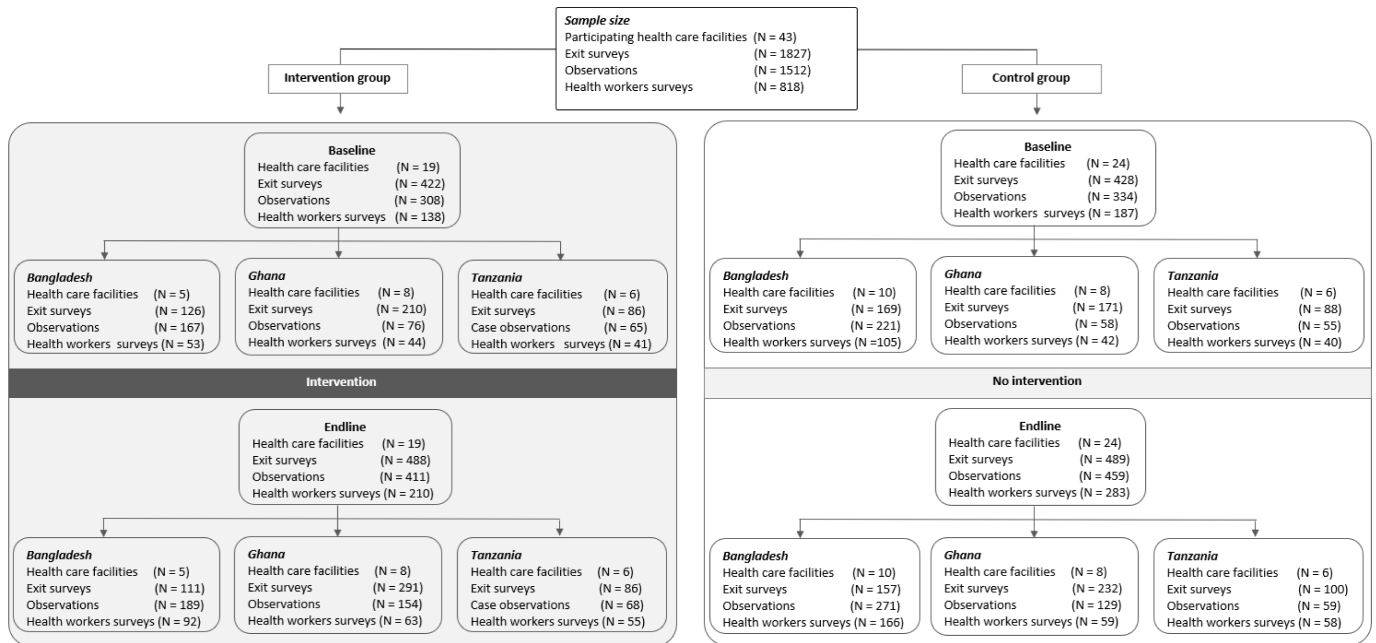 Sample size
Participating health care facilities (N = 43)
Exit surveys (N = 1827)
Observations (N = 1512)
Health workers surveys (N = 818)
Intervention group
Control group
Baseline
Health care facilities (N = 19)
Exit surveys (N = 422)
Observations (N = 308)
Health workers surveys (N = 138)
Bangladesh
Health care facilities (N = 5)
Exit surveys (N = 126)
Observations (N = 167)
Health workers surveys (N = 53)
Ghana
Health care facilities (N = 8)
Exit surveys (N = 210)
Observations (N = 76)
Health workers surveys (N = 44)
Tanzania
Health care facilities (N = 6)
Exit surveys (N = 86)
Case observations (N = 65)
Health workers surveys (N = 41)
Intervention
Endline
Health care facilities (N = 19)
Exit surveys (N = 488)
Observations (N = 411)
Health workers surveys (N = 210)
Bangladesh
Health care facilities (N = 5)
Exit surveys (N = 111)
Observations (N = 189)
Health workers surveys (N = 92)
Ghana
Health care facilities (N = 8)
Exit surveys (N = 291)
Observations (N = 154)
Health workers surveys (N = 63)
Tanzania
Health care facilities (N = 6)
Exit surveys (N = 86)
Case observations (N = 68)
Health workers surveys (N = 55)
Baseline
Health care facilities (N = 24)
Exit surveys (N = 428)
Observations (N = 334)
Health workers surveys (N = 187)
Bangladesh
Health care facilities (N = 10)
Exit surveys (N = 169)
Observations (N = 221)
Health workers surveys (N =105)
Ghana
Health care facilities (N = 8)
Exit surveys (N = 171)
Observations (N = 58)
Health workers surveys (N = 42)
Tanzania
Health care facilities (N = 6)
Exit surveys (N = 88)
Observations (N = 55)
Health workers surveys (N = 40)
No intervention
Endline
Health care facilities (N = 24)
Exit surveys (N = 489)
Observations (N = 459)
Health workers surveys (N = 283)
Bangladesh
Health care facilities (N = 10)
Exit surveys (N = 157)
Observations (N = 271)
Health workers surveys (N = 166)
Ghana
Health care facilities (N = 8)
Exit surveys (N = 232)
Observations (N = 129)
Health workers surveys (N = 59)
Tanzania
Health care facilities (N = 6)
Exit surveys (N = 100)
Observations (N = 59)
Health workers surveys (N = 58)